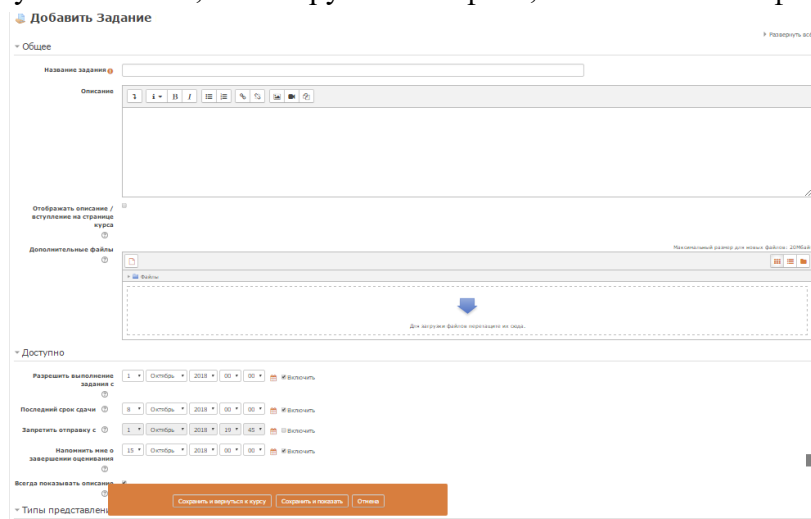 Добавить Задание
Развернуть всё
Общее
Название задания
Описание
Отображать описание /
вступление на странице
курса
Дополнительные файлы
Максимальный размер для новых файлов: 20Мбайт
Файлы
Для загрузки файлов перетащите их сюда.
Доступно
Разрешить выполнение
задания с
1 Октябрь 2018 00 00 Включить
Последний срок сдачи 8 Октябрь 2018 00 00 Включить
Запретить отправку с 1 Октябрь 2018 19 45 Включить
Напомнить мне о
завершении оценивания
15 Октябрь 2018 00 00 Включить
Всегда показывать описание
Сохранить и вернуться к курсу Сохранить и показать Отмена
Типы представлени